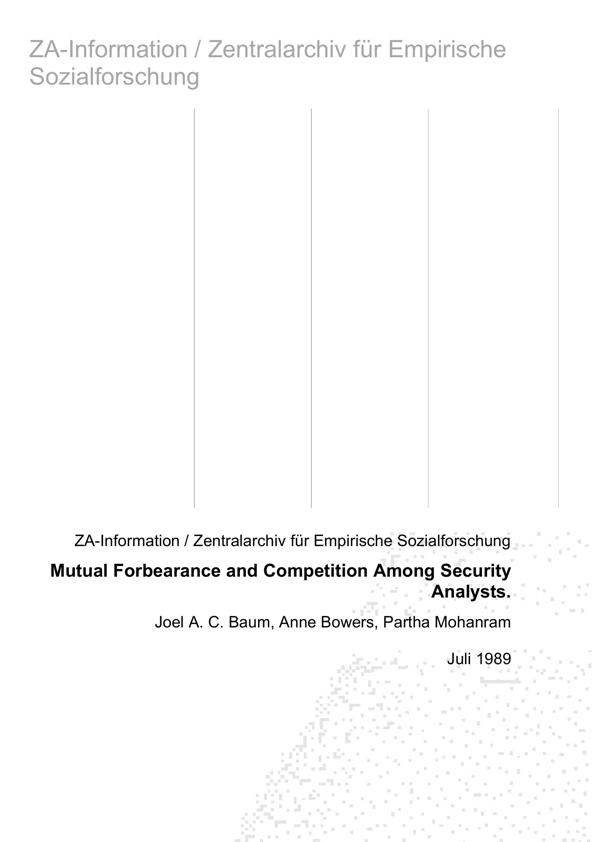 ZA-Information / Zentralarchiv für Empirische
Sozialforschung
ZA-Information / Zentralarchiv für Empirische Sozialforschung
Mutual Forbearance and Competition Among Security
Analysts.
Joel A. C. Baum, Anne Bowers, Partha Mohanram
Juli 1989